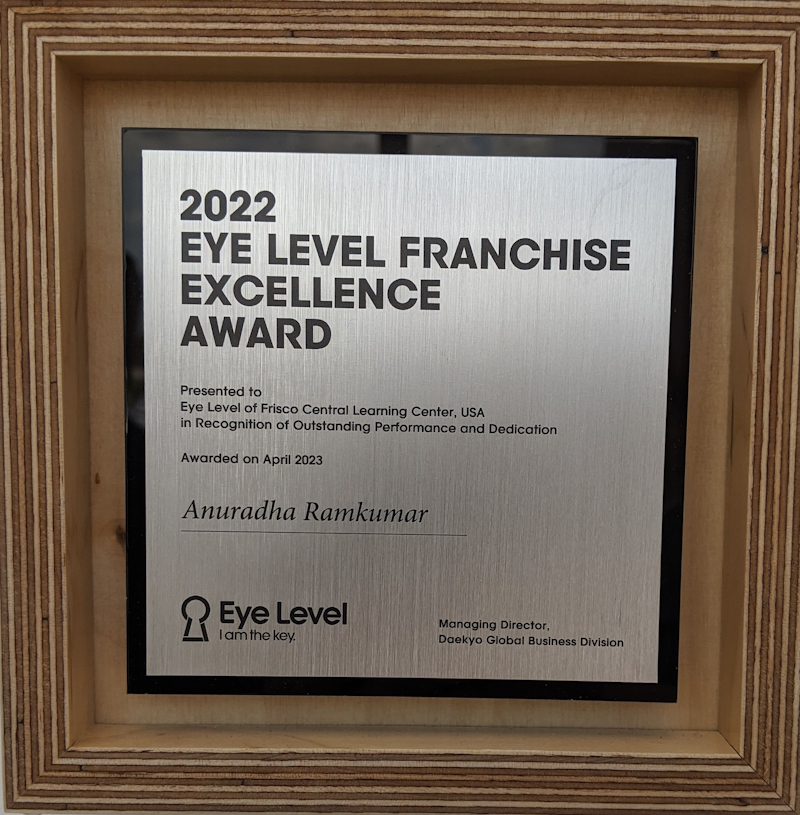 2022
EYE LEVEL FRANCHISE
EXCELLENCE
AWARD
Presented to
Eye Level of Frisco Central Learning Center, USA
in Recognition of Outstanding Performance and Dedication
Awarded on April 2023
Anuradha Ramkumar
Eye Level
I am the key.
Managing Director,
Daekyo Global Business Division